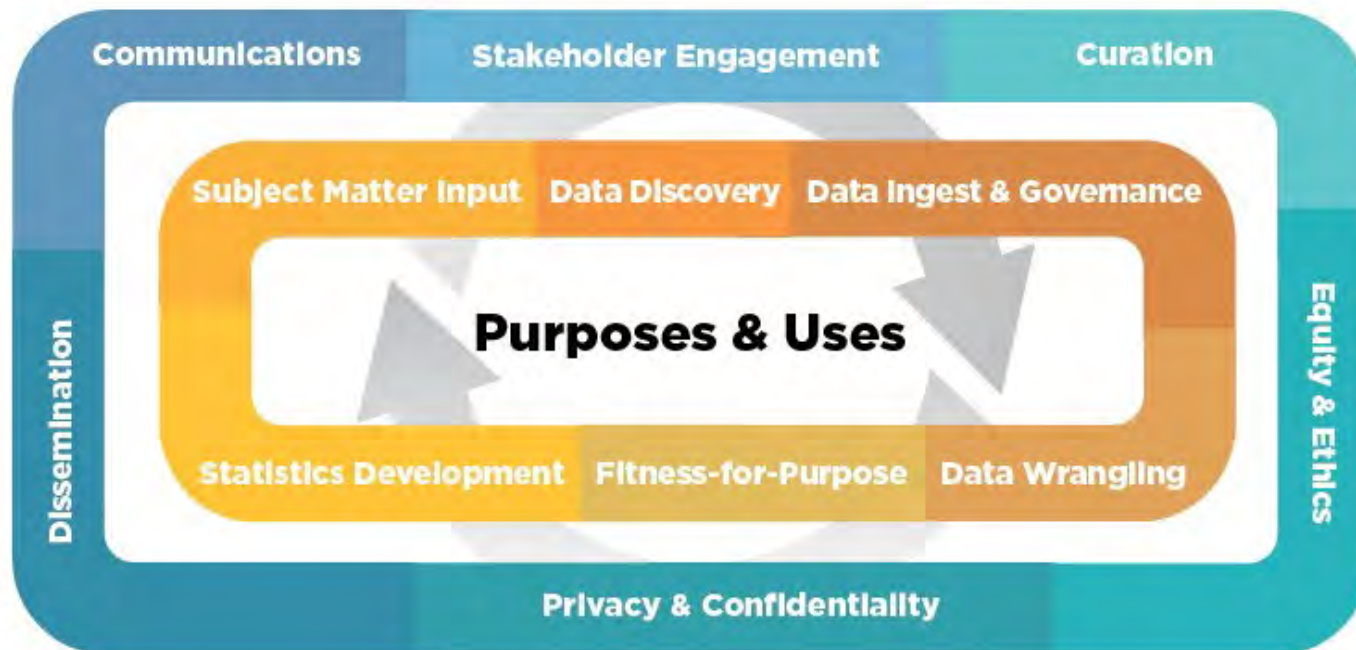 Communications
Stakeholder Engagement
Curation
Subject Matter Input
Data Discovery
Data Ingest & Governance
Purposes & Uses
Dissemination
Equity & Ethics
Statistics Development
Fitness-for-Purpose
Data Wrangling
Privacy & Confidentiality